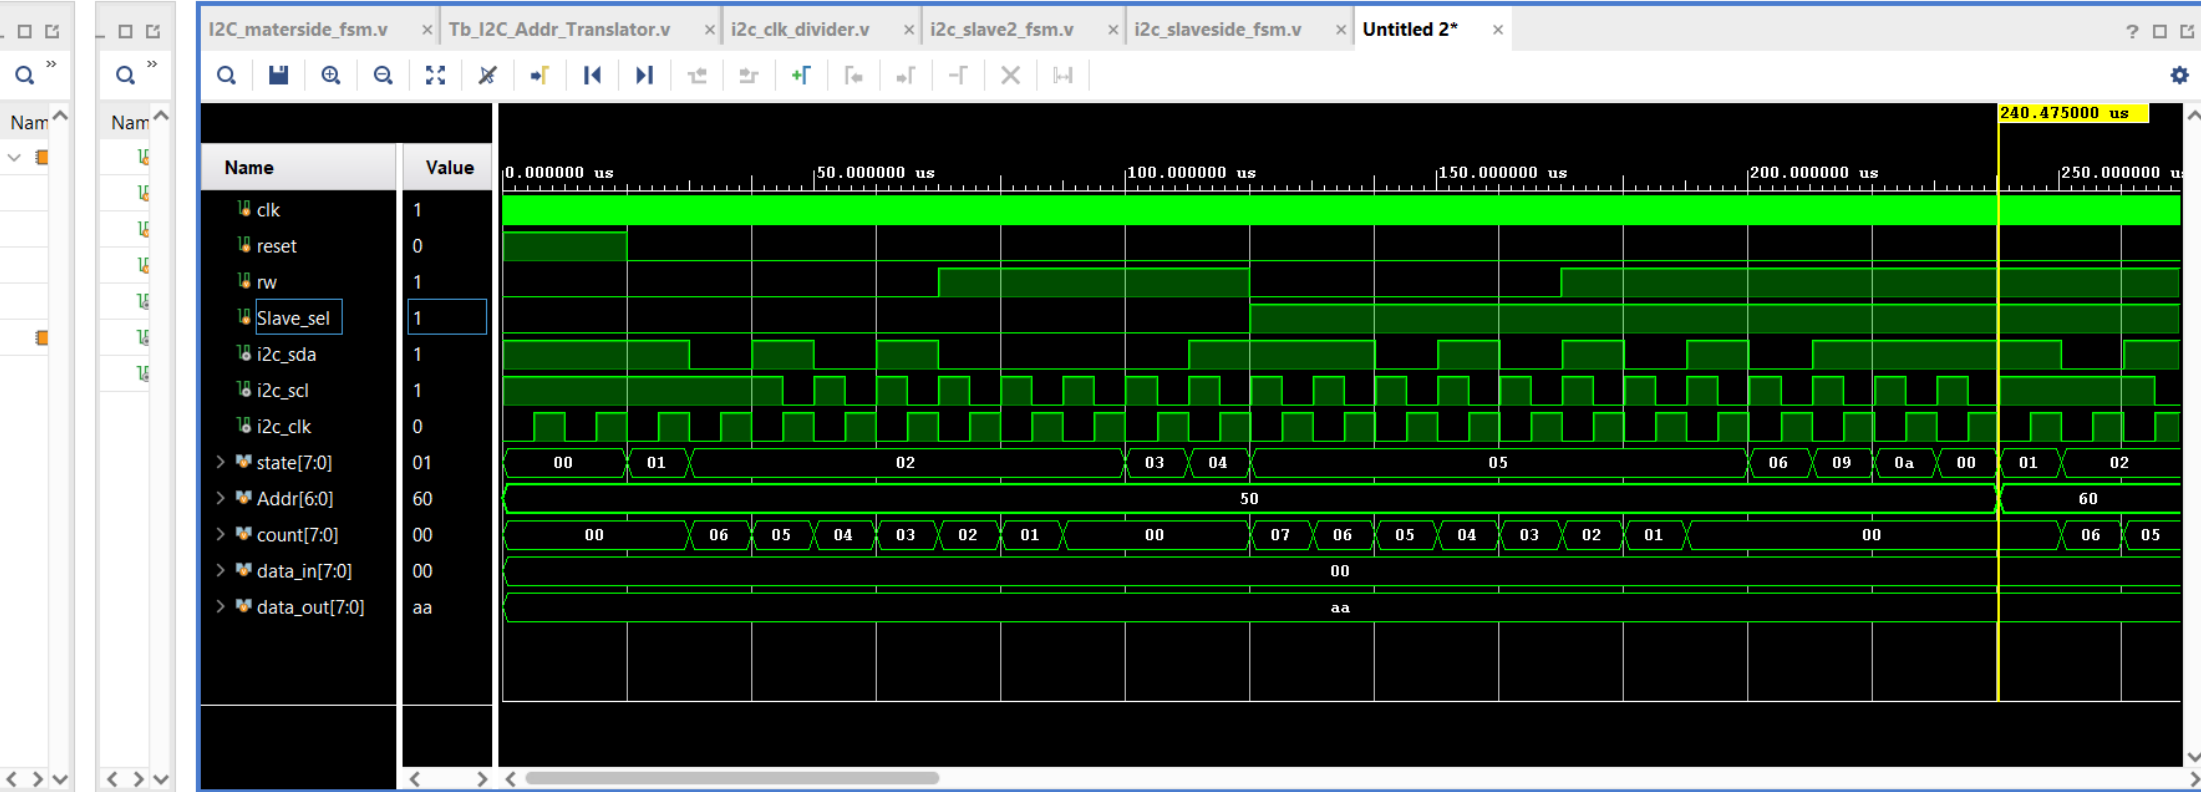 I2C_materside_fsm.v × Tb_I2C_Addr_Translator.v × i2c_clk_divider.v × i2c_slave2_fsm.v × i2c_slaveside_fsm.v × Untitled 2* × ?
» »
Nam Nam
240.475000 us
Name Value
0.000000 us 50.000000 us 100.000000 us 150.000000 us 200.000000 us 250.000000 u
clk 1
reset 0
rw 1
Slave_sel 1
i2c_sda 1
i2c_scl 1
i2c_clk 0
state[7:0] 01 00 01 02 03 04 05 06 09 0a 00 01 02
Addr[6:0] 60 50 60
count[7:0] 00 00 06 05 04 03 02 01 00 07 06 05 04 03 02 01 00 06 05
data_in[7:0] 00 00
data_out[7:0] aa aa